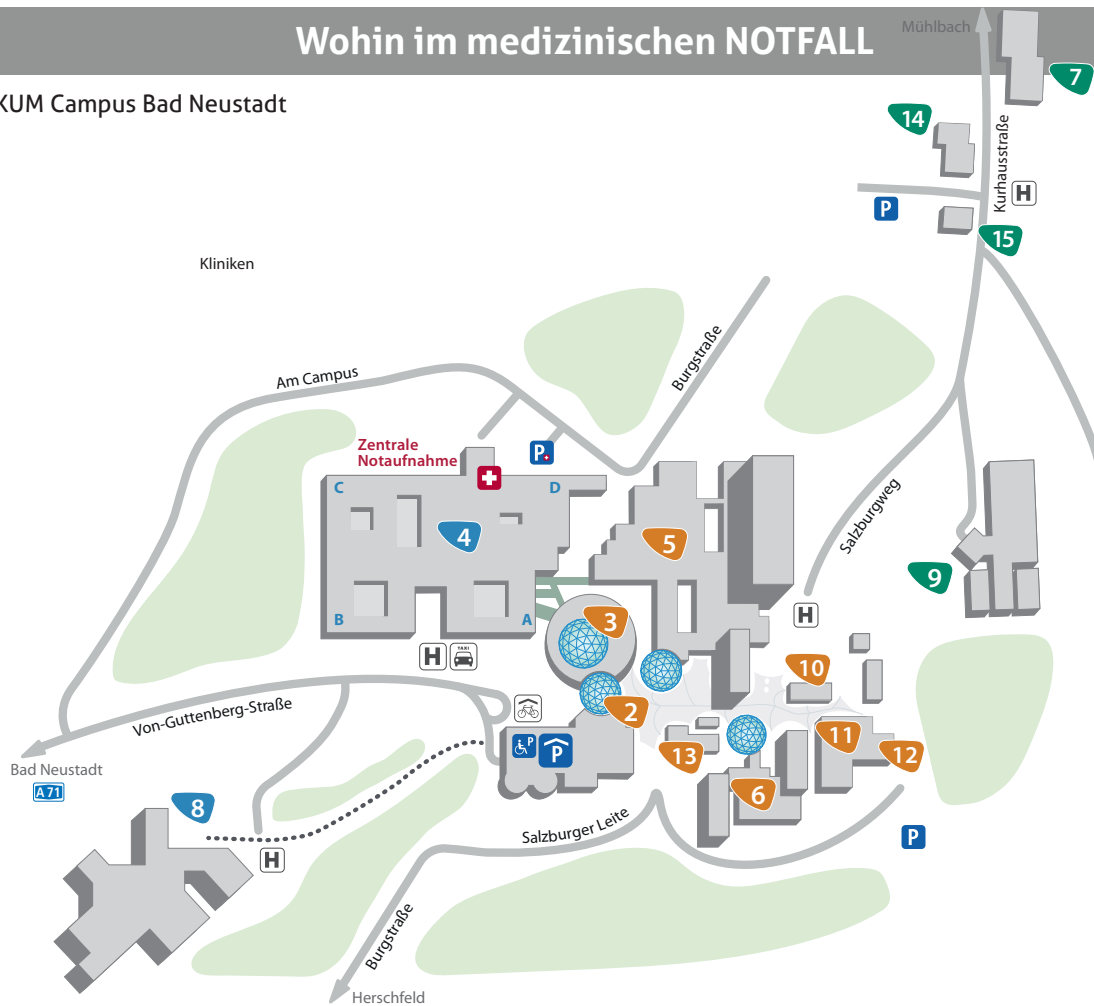 Wohin im medizinischen NOTFALL
Mühlbach
7
KUM Campus Bad Neustadt
14
Kurhausstraße
H
P
15
Kliniken
Burgstraße
Am Campus
Zentrale
Notaufnahme
P
C
D
4
5
Salzburgweg
9
B
A
3
H
H
TAXI
10
Von-Guttenberg-Straße
2
11
12
13
P
P
Bad Neustadt
A 71
8
6
Salzburger Leite
P
H
Burgstraße
Herschfeld